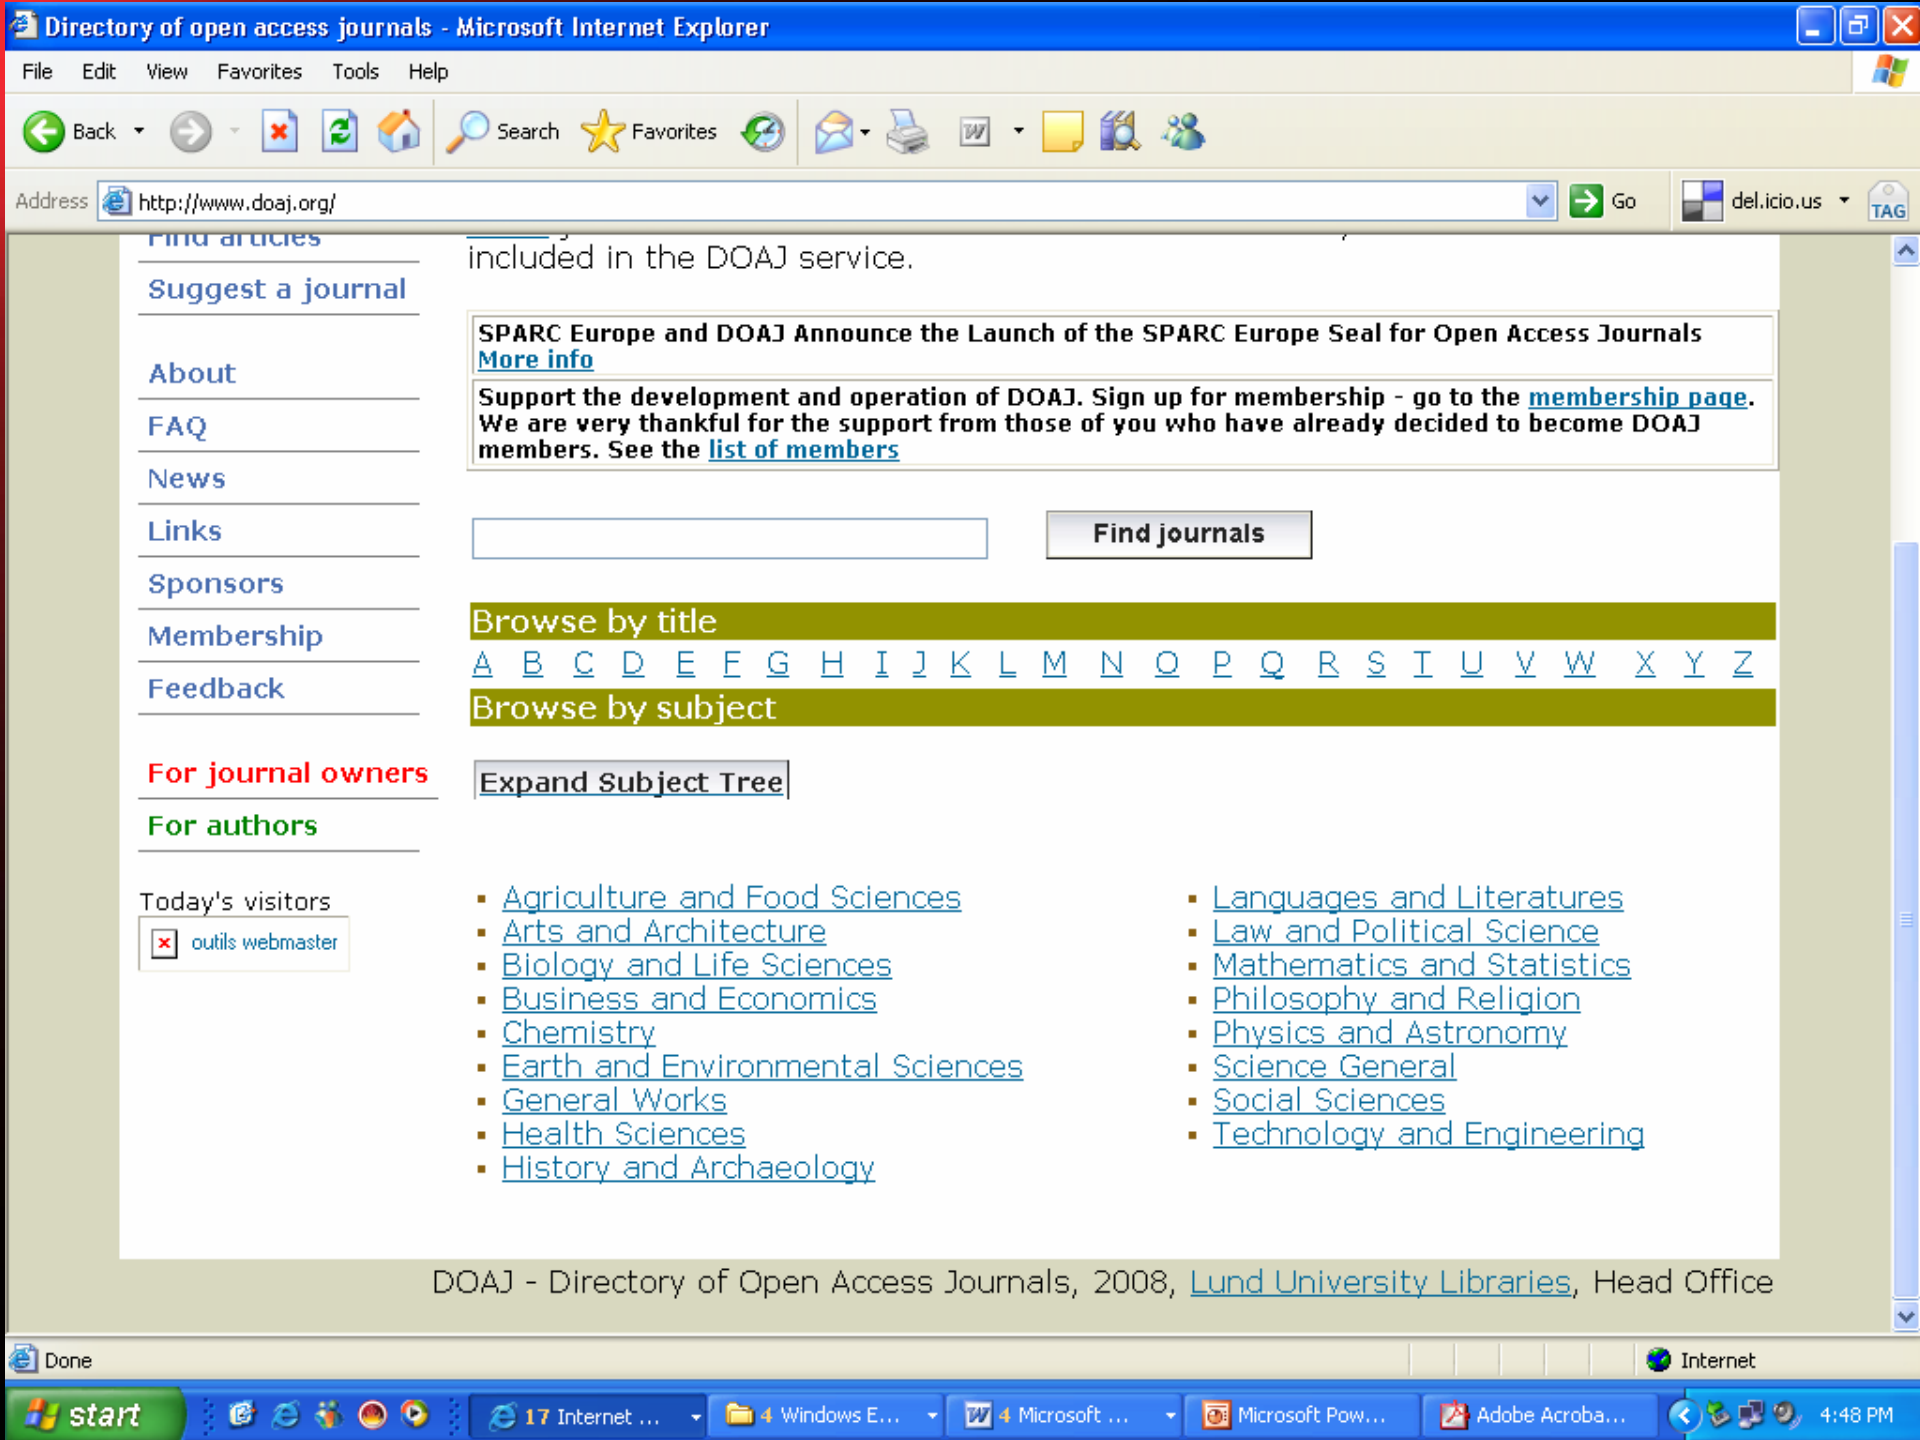 Directory of open access journals - Microsoft Internet Explorer
File Edit View Favorites Tools Help
Back Search Favorites
Address http://www.doaj.org/ Go del.icio.us TAG
Find articles
Suggest a journal
About
FAQ
News
Links
Sponsors
Membership
Feedback
For journal owners
For authors
Today's visitors
outils webmaster
included in the DOAJ service.
SPARC Europe and DOAJ Announce the Launch of the SPARC Europe Seal for Open Access Journals
More info
Support the development and operation of DOAJ. Sign up for membership - go to the membership page.
We are very thankful for the support from those of you who have already decided to become DOAJ
members. See the list of members
Find journals
Browse by title
A B C D E F G H I J K L M N O P Q R S T U V W X Y Z
Browse by subject
Expand Subject Tree
Agriculture and Food Sciences
Arts and Architecture
Biology and Life Sciences
Business and Economics
Chemistry
Earth and Environmental Sciences
General Works
Health Sciences
History and Archaeology
Languages and Literatures
Law and Political Science
Mathematics and Statistics
Philosophy and Religion
Physics and Astronomy
Science General
Social Sciences
Technology and Engineering
DOAJ - Directory of Open Access Journals, 2008, Lund University Libraries, Head Office
Done Internet
start 17 Internet ... 4 Windows E... 4 Microsoft ... Microsoft Pow... Adobe Acroba... 4:48 PM